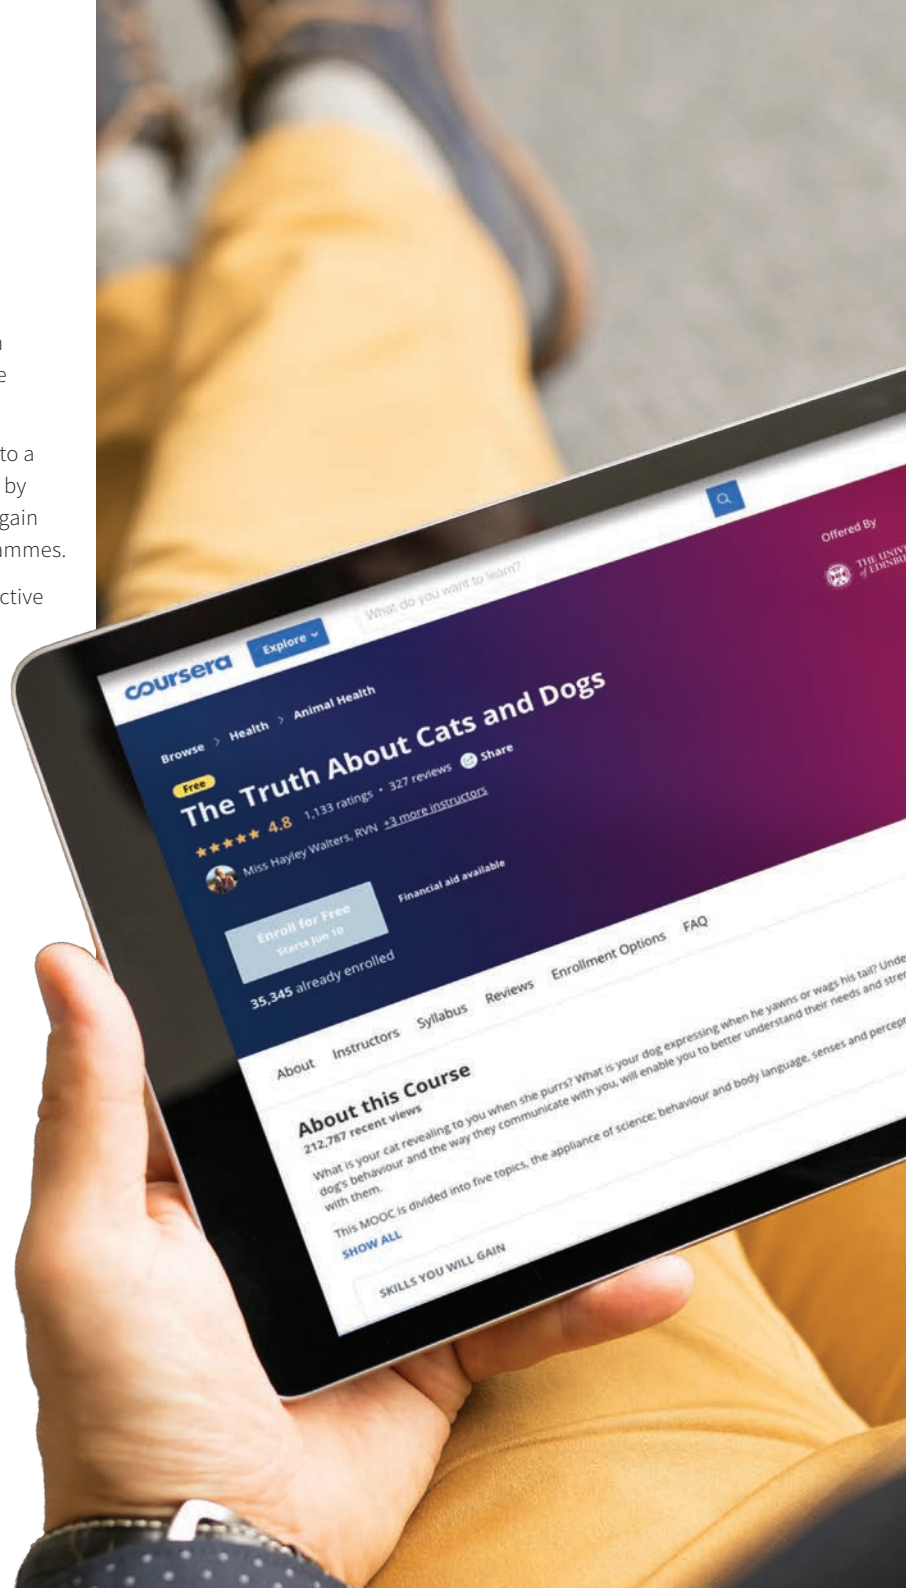 to a
by
gain
ammes.
ctive
coursera
Explore
What do you want to learn?
Offered By
THE UNIV
of EDINBU
Browse > Health > Animal Health
Free
The Truth About Cats and Dogs
4.8 1,133 ratings • 327 reviews Share
Miss Hayley Walters, RVN +3 more instructors
Enroll for Free
Starts Jun 10
Financial aid available
35,345 already enrolled
About Instructors Syllabus Reviews Enrollment Options FAQ
About this Course
212,787 recent views
What is your cat revealing to you when she purrs? What is your dog expressing when he yawns or wags his tail? Unde
dog's behaviour and the way they communicate with you, will enable you to better understand their needs and stren
with them.
This MOOC is divided into five topics, the appliance of science; behaviour and body language, senses and percept
SHOW ALL
SKILLS YOU WILL GAIN